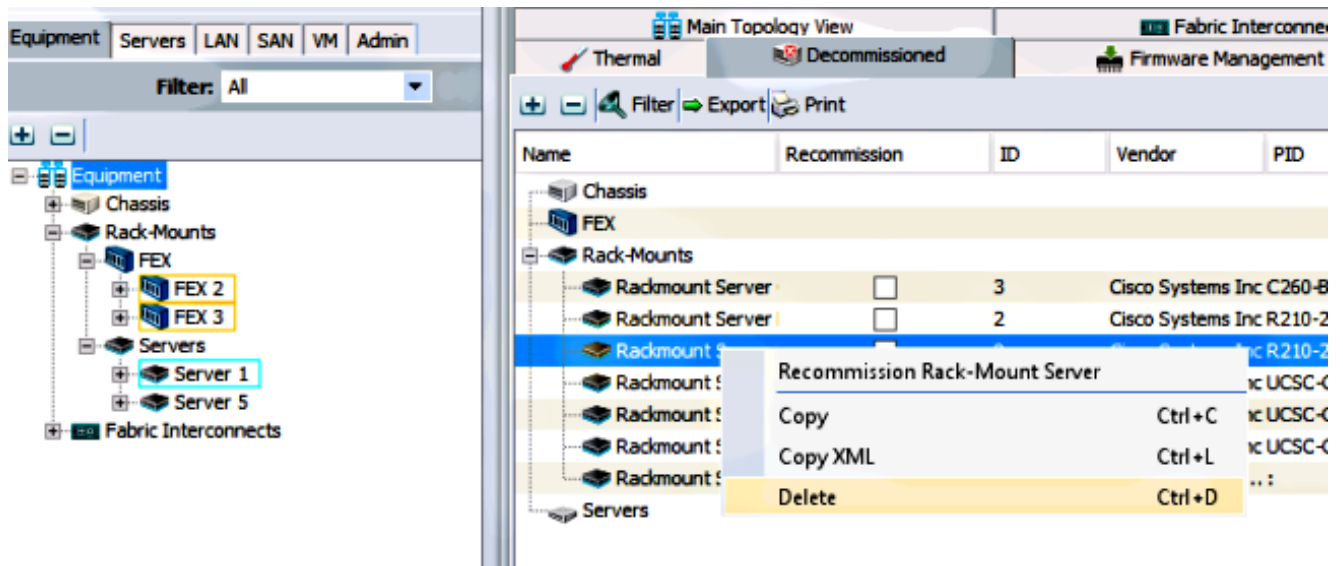 Equipment Servers LAN SAN VM Admin
Filter: All
Equipment
Chassis
Rack-Mounts
FEX
FEX 2
FEX 3
Servers
Server 1
Server 5
Fabric Interconnects
Main Topology View
Fabric
Thermal Decommissioned Firmware Management
Filter Export Print
Name Recommission ID Vendor PID
Chassis
FEX
Rack-Mounts
Rackmount Server 3 Cisco Systems Inc C260-B
Rackmount Server 2 Cisco Systems Inc R210-2
Rackmount R210-2
Rackmount UCSC-C
Rackmount UCSC-C
Rackmount UCSC-C
Rackmount
Servers
Recommission Rack-Mount Server
Copy Ctrl+C
Copy XML Ctrl+L
Delete Ctrl+D